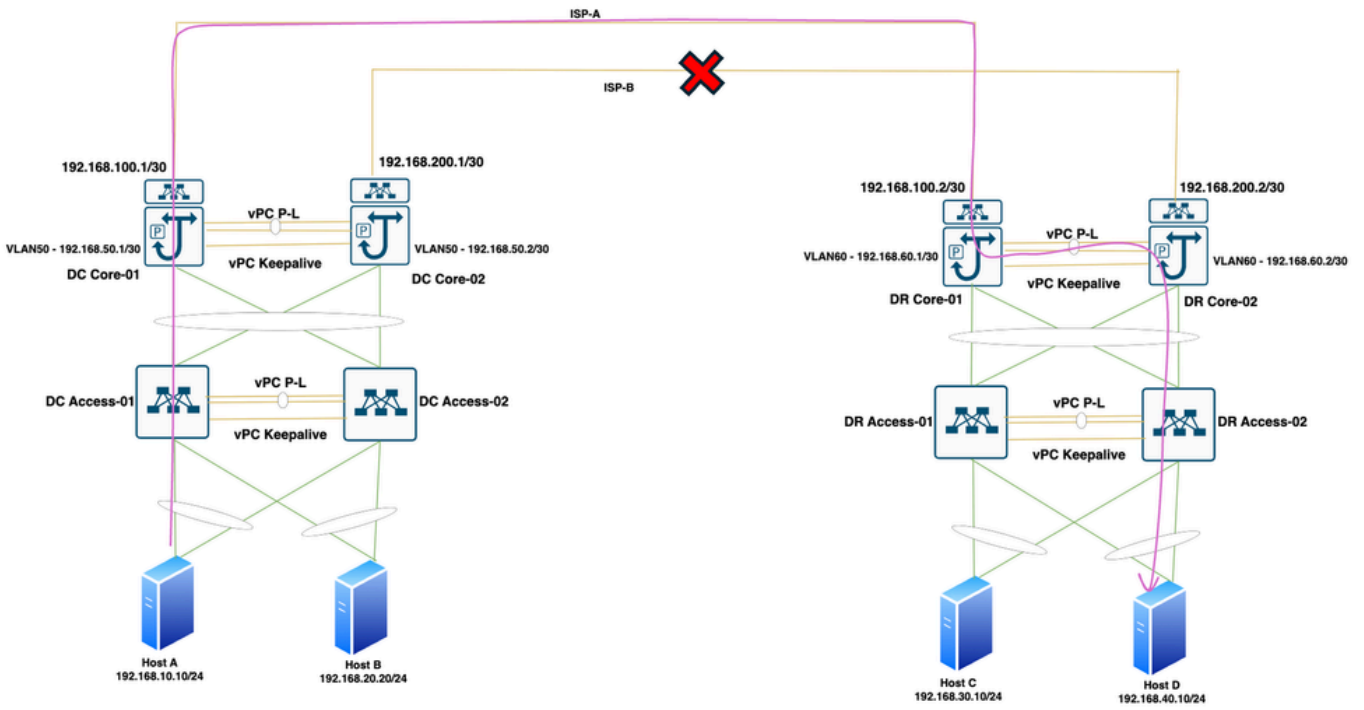 ISP-A
ISP-B
192.168.100.1/30
192.168.200.1/30
192.168.100.2/30
192.168.200.2/30
vPC P-L
P
P
VLAN50 - 192.168.50.1/30
VLAN50 - 192.168.50.2/30
vPC Keepalive
DC Core-01
DC Core-02
vPC P-L
P
P
VLAN60 - 192.168.60.1/30
VLAN60 - 192.168.60.2/30
vPC Keepalive
DR Core-01
DR Core-02
vPC P-L
DC Access-01
DC Access-02
vPC Keepalive
vPC P-L
DR Access-01
DR Access-02
vPC Keepalive
Host A
192.168.10.10/24
Host B
192.168.20.20/24
Host C
192.168.30.10/24
Host D
192.168.40.10/24